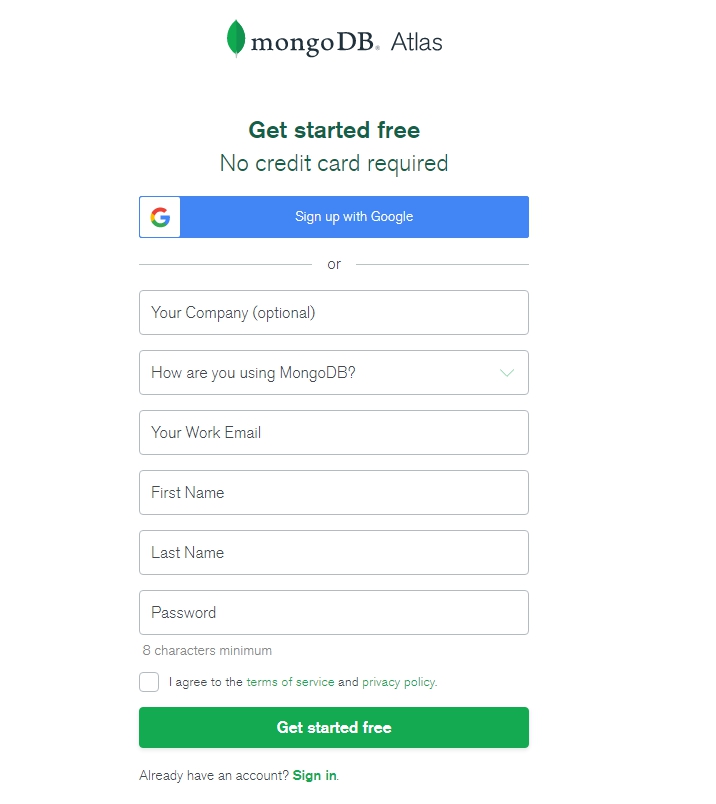 mongoDB. Atlas
Get started free
No credit card required
Sign up with Google
or
Your Company (optional)
How are you using MongoDB?
Your Work Email
First Name
Last Name
Password
8 characters minimum
I agree to the terms of service and privacy policy.
Get started free
Already have an account? Sign in.